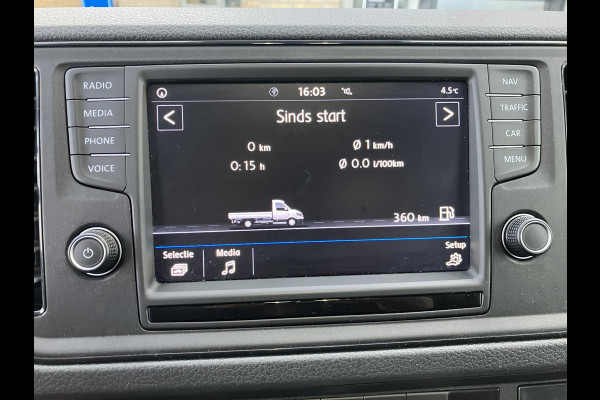 RADIO
MEDIA
PHONE
VOICE
16:03
4.5°C
<
Sinds start
>
0 km
Ø 1 km/h
0:15 h
Ø 0.0 l/100km
360 km
Selectie
Media
Setup
NAV
TRAFFIC
CAR
MENU